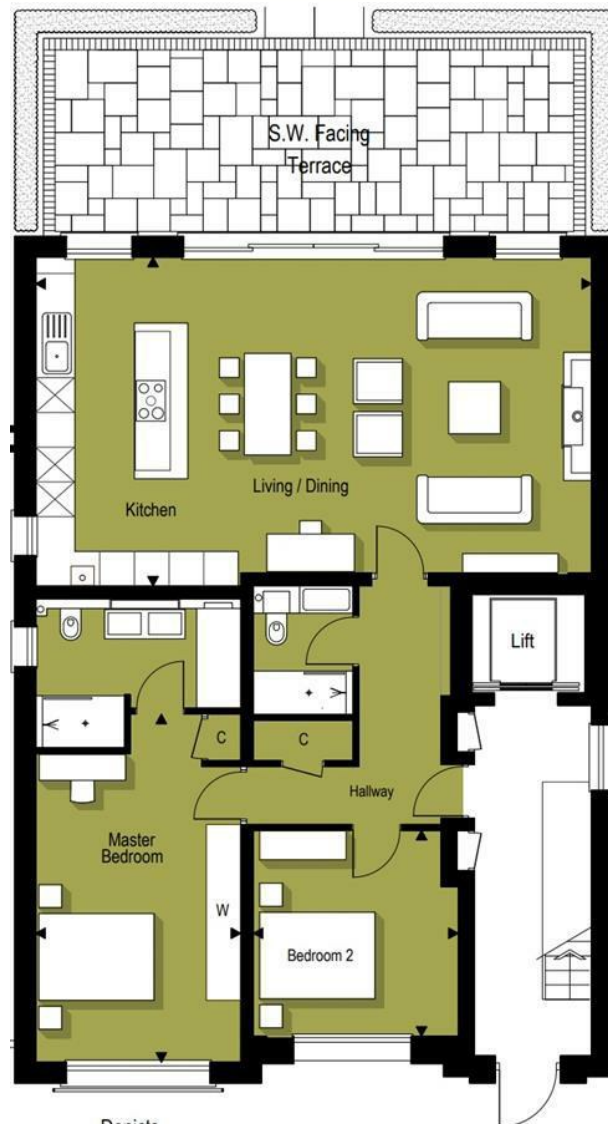 S.W. Facing
Terrace
Kitchen
Living / Dining
Lift
C
C
Hallway
Master
Bedroom
W
Bedroom 2